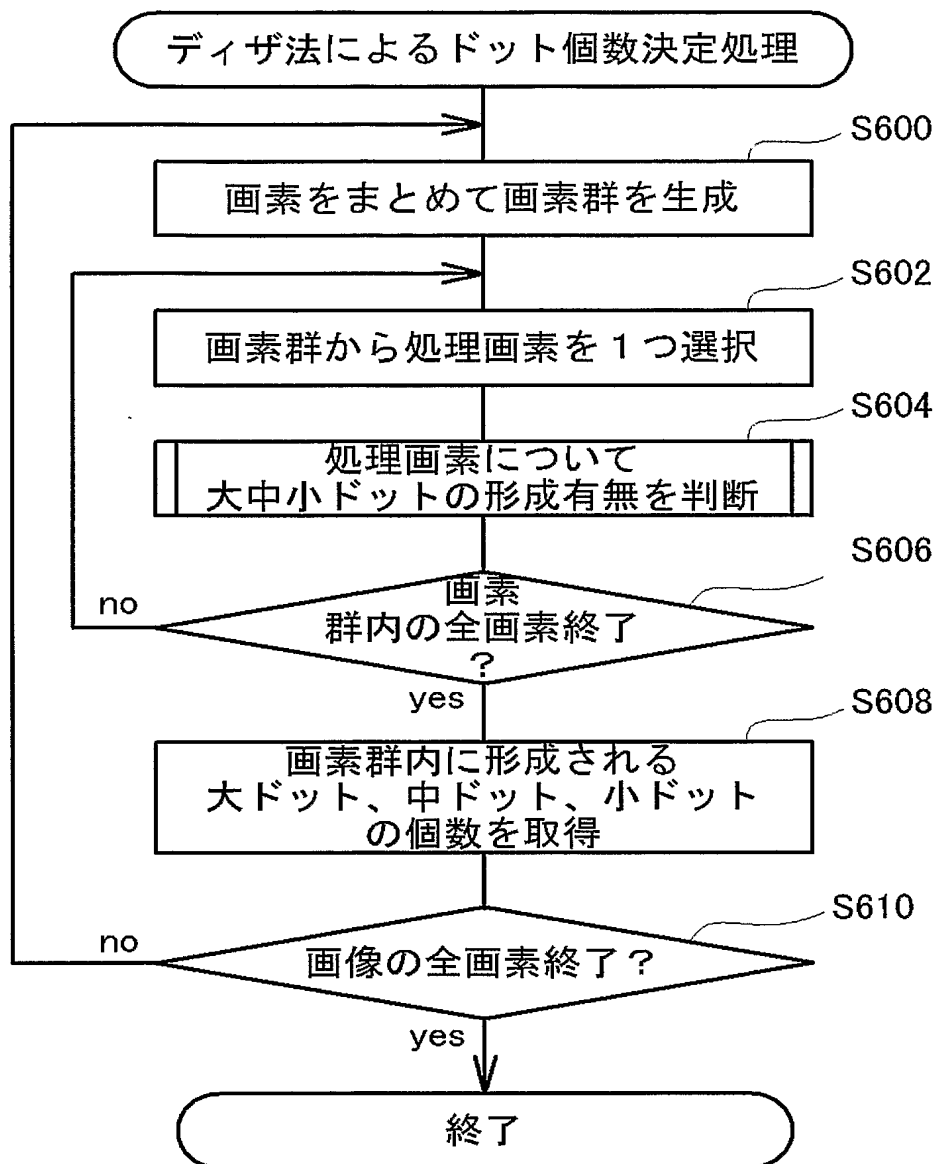 ディザ法によるドット個数決定処理
S600
画素をまとめて画素群を生成
S602
画素群から処理画素を１つ選択
S604
処理画素について
大中小ドットの形成有無を判断
S606
no
画素
群内の全画素終了
？
yes
S608
画素群内に形成される
大ドット、中ドット、小ドット
の個数を取得
S610
no
画像の全画素終了？
yes
終了